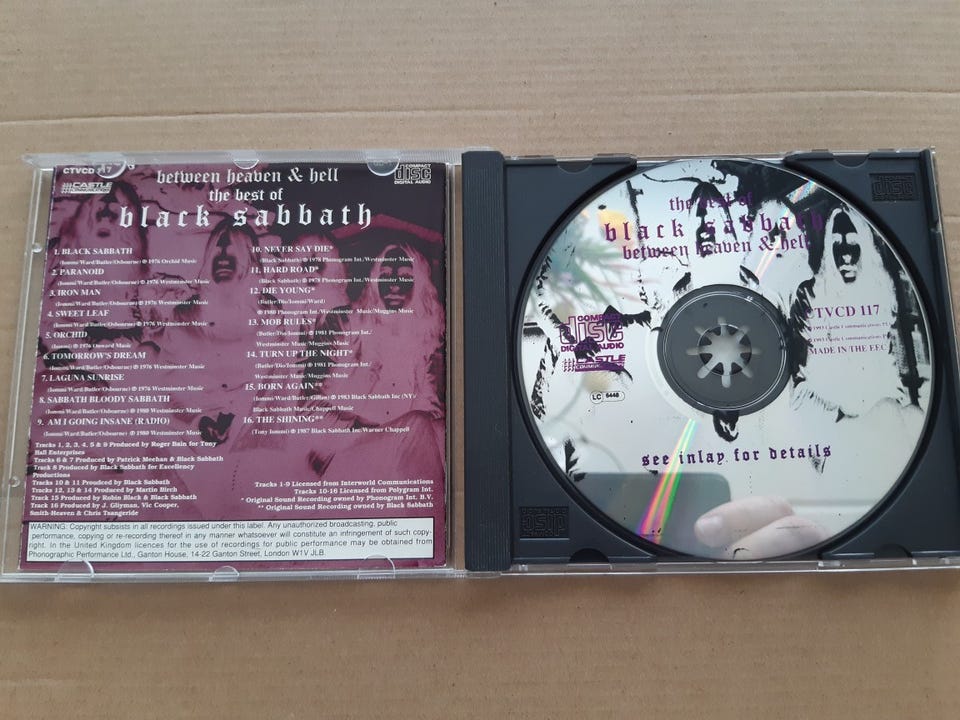 CTVCD 117
CASTLE
COMMUNICATIONS
COMPACT
disc
DIGITAL AUDIO
between heaven & hell
the best of
black sabbath
1. BLACK SABBATH
(Iommi/Ward/Butler/Osbourne) ℗ 1976 Orchid Music
2. PARANOID
(Iommi/Ward/Butler/Osbourne) ℗ 1976 Westminster Music
3. IRON MAN
(Iommi/Ward/Butler/Osbourne) ℗ 1976 Westminster Music
4. SWEET LEAF
(Iommi/Ward/Butler/Osbourne) ℗ 1976 Westminster Music
5. ORCHID
(Iommi) ℗ 1976 Onward Music
6. TOMORROW'S DREAM
(Iommi/Ward/Butler/Osbourne) ℗ 1976 Westminster Music
7. LAGUNA SUNRISE
(Iommi/Ward/Butler/Osbourne) ℗ 1976 Westminster Music
8. SABBATH BLOODY SABBATH
(Iommi/Ward/Butler/Osbourne) ℗ 1980 Westminster Music
9. AM I GOING INSANE (RADIO)
(Iommi/Ward/Butler/Osbourne) ℗ 1980 Westminster Music
10. NEVER SAY DIE*
(Black Sabbath) ℗ 1978 Phonogram Int./Westminster Music
11. HARD ROAD*
(Black Sabbath) ℗ 1978 Phonogram Int./Westminster Music
12. DIE YOUNG*
(Butler/Dio/Iommi/Ward)
℗ 1980 Phonogram Int./Westminster Music/Muggins Music
13. MOB RULES*
(Butler/Dio/Iommi) ℗ 1981 Phonogram Int./
Westminster Music/Muggins Music
14. TURN UP THE NIGHT*
(Butler/Dio/Iommi) ℗ 1981 Phonogram Int./
Westminster Music/Muggins Music
15. BORN AGAIN**
(Iommi/Ward/Butler/Gillan) ℗ 1983 Black Sabbath Inc (NY)/
Black Sabbath Music/Chappell Music
16. THE SHINING**
(Tony Iommi) ℗ 1987 Black Sabbath Inc/Warner Chappell
Tracks 1, 2, 3, 4, 5 & 9 Produced by Roger Bain for Tony
Hall Enterprises
Tracks 6 & 7 Produced by Patrick Meehan & Black Sabbath
Track 8 Produced by Black Sabbath for Excellency
Productions
Tracks 10 & 11 Prouced by Black Sabbath
Tracks 12, 13 & 14 Produced by Martin Birch
Track 15 Produced by Robin Black & Black Sabbath
Track 16 Produced by J. Gliyman, Vic Cooper,
Smith-Heaven & Chris Tsangeride
Tracks 1-9 Licensed from Interworld Communications
Tracks 10-16 Licensed from Polygram Int.
* Original Sound Recording owned by Phonogram Int. B.V.
** Original Sound Recording owned by Black Sabbath
WARNING: Copyright subsists in all recordings issued under this label. Any unauthorized broadcasting, public
performance, copying or re-recording thereof in any manner whatsoever will constitute an infringement of such copy-
right. In the United Kingdom licences for the use of recordings for public performance may be obtained from
Phonographic Performance Ltd., Ganton House, 14-22 Ganton Street, London W1V JLB.
the best of
black sabbath
between heaven & hell
COMPACT
disc
DIGITAL AUDIO
CASTLE
COMMUNICATIONS
LC 6448
CTVCD 117
℗ 1993 Castle Communications PLC
© 1993 Castle Communications PLC
MADE IN THE EEC
see inlay for details